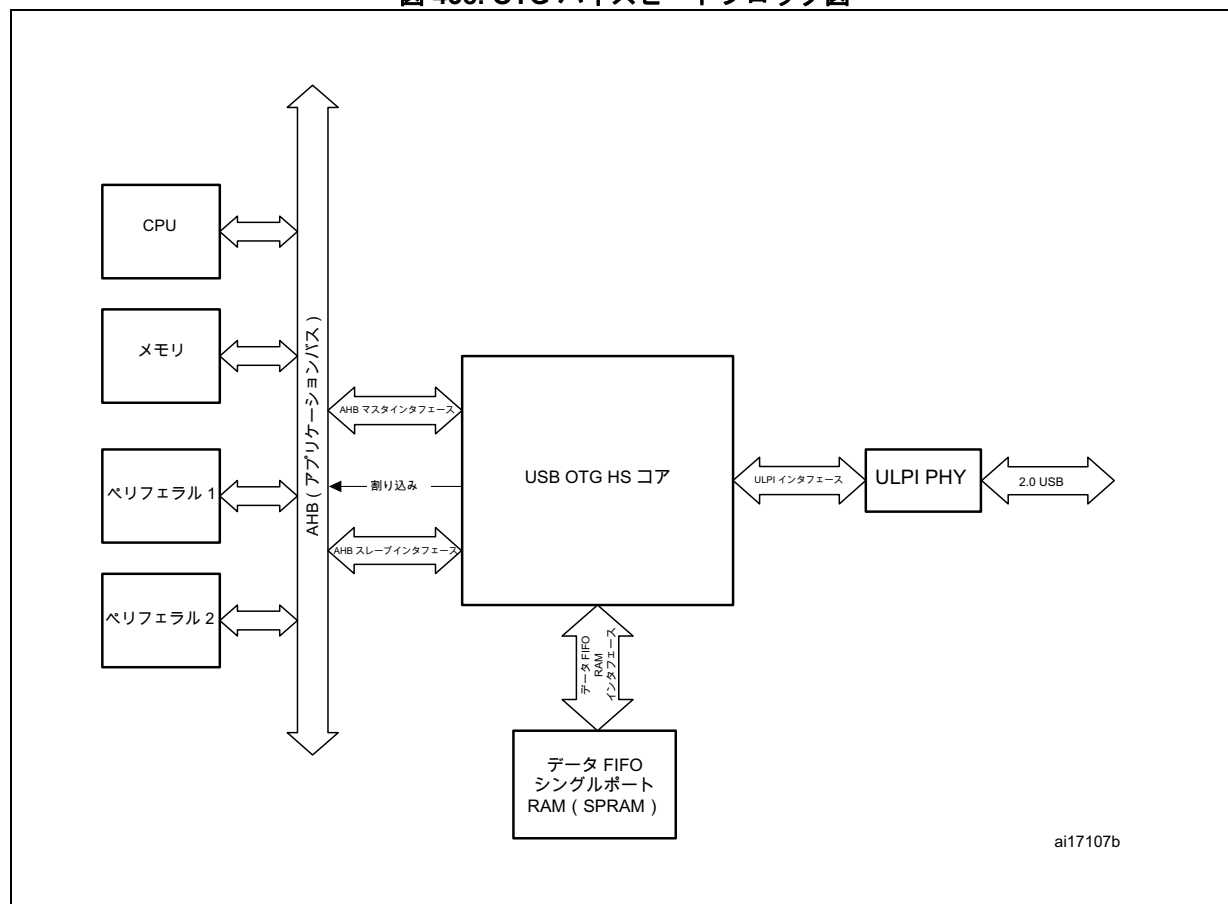 CPU
メモリ
ペリフェラル 1
ペリフェラル 2
AHB ( アプリケーションバス )
AHB マスタインタフェース
割り込み
AHB スレーブインタフェース
USB OTG HS コア
ULPI インタフェース
ULPI PHY
2.0 USB
データ FIFO
RAM
インタフェース
データ FIFO
シングルポート
RAM ( SPRAM )
ai17107b